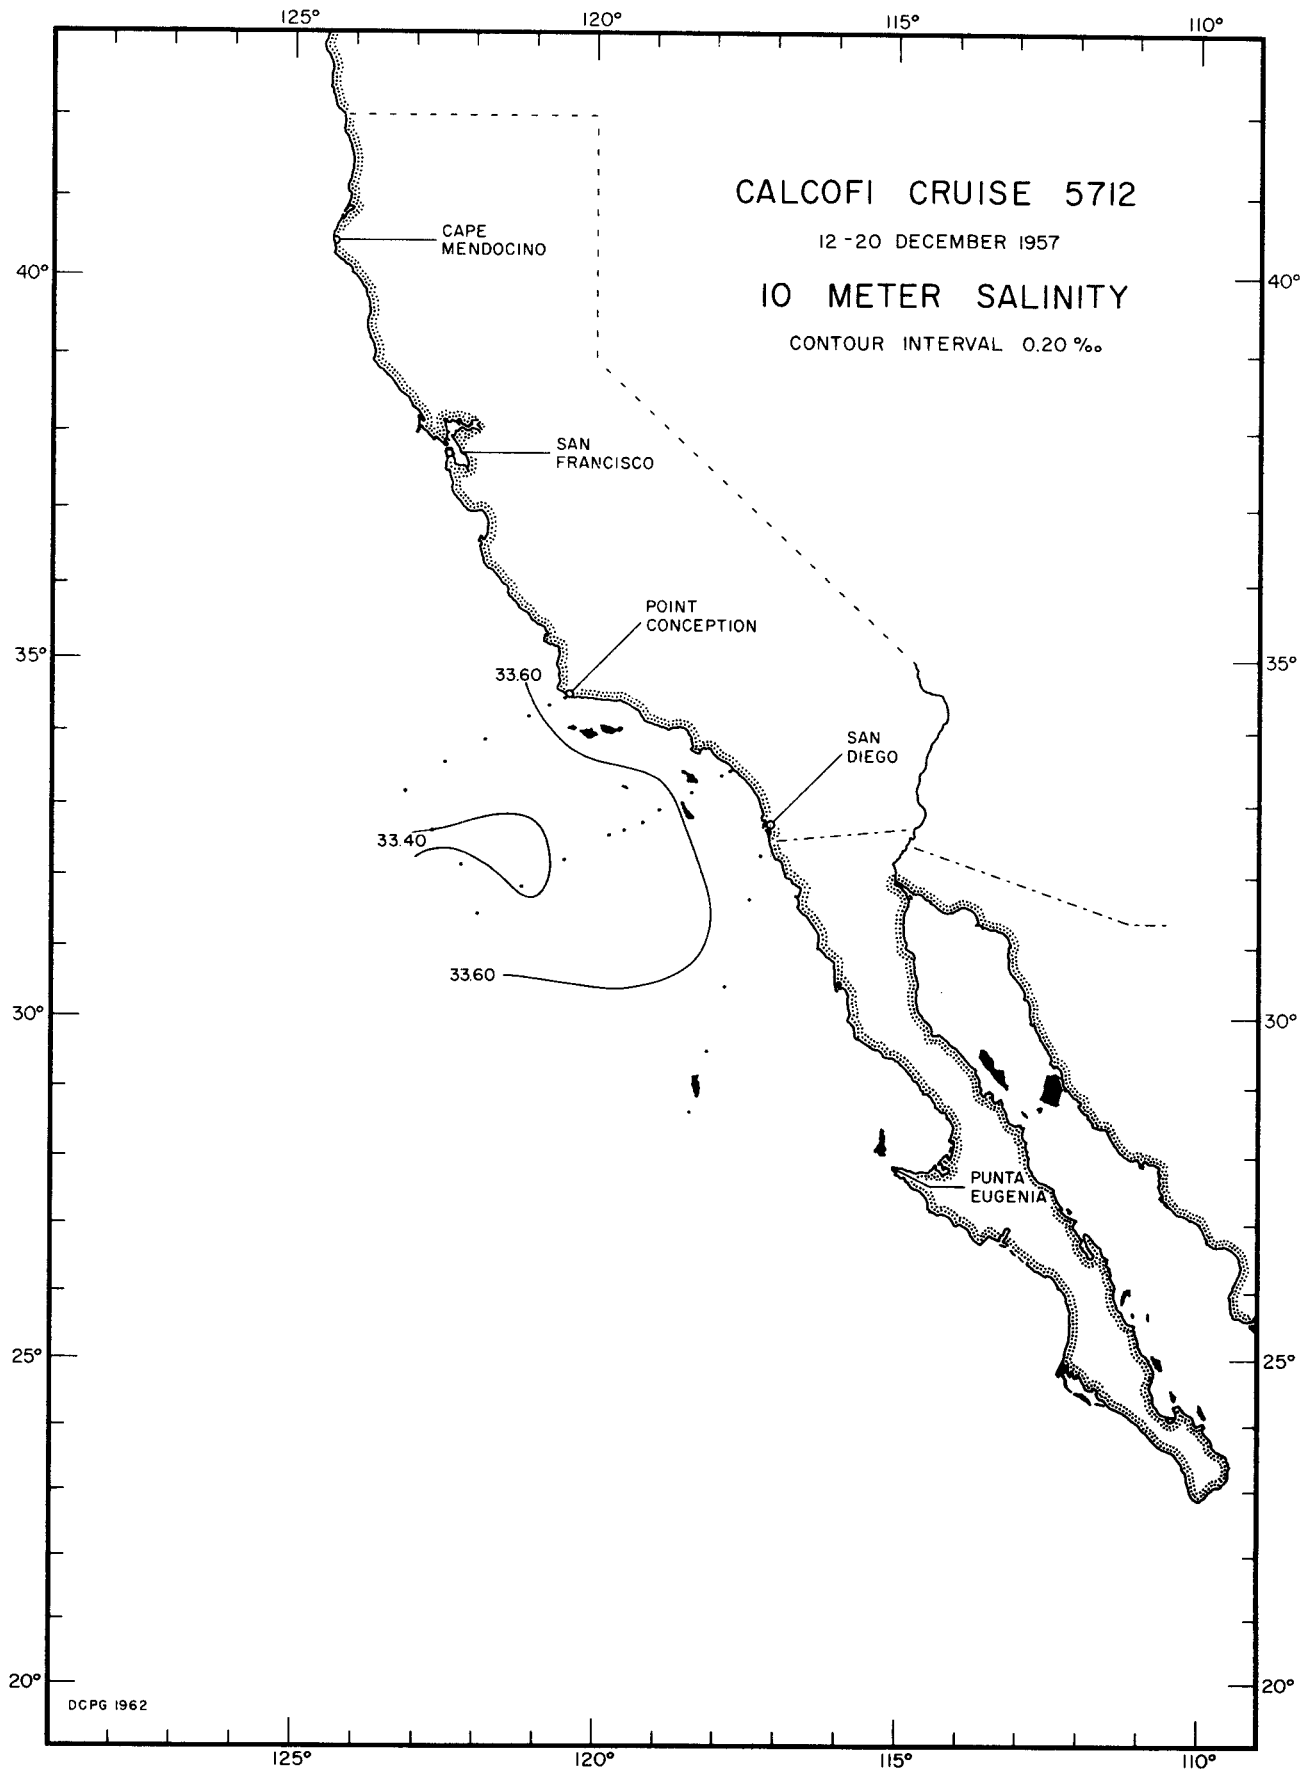 125° 120° 115° 110°
CALCOFI CRUISE 5712
12-20 DECEMBER 1957
10 METER SALINITY
CONTOUR INTERVAL 0.20 ‰
CAPE
MENDOCINO
40° 40°
SAN
FRANCISCO
POINT
CONCEPTION
35° 35°
33.60
SAN
DIEGO
33.40
33.60
30° 30°
PUNTA
EUGENIA
25° 25°
20° 20°
DCPG 1962
125° 120° 115° 110°